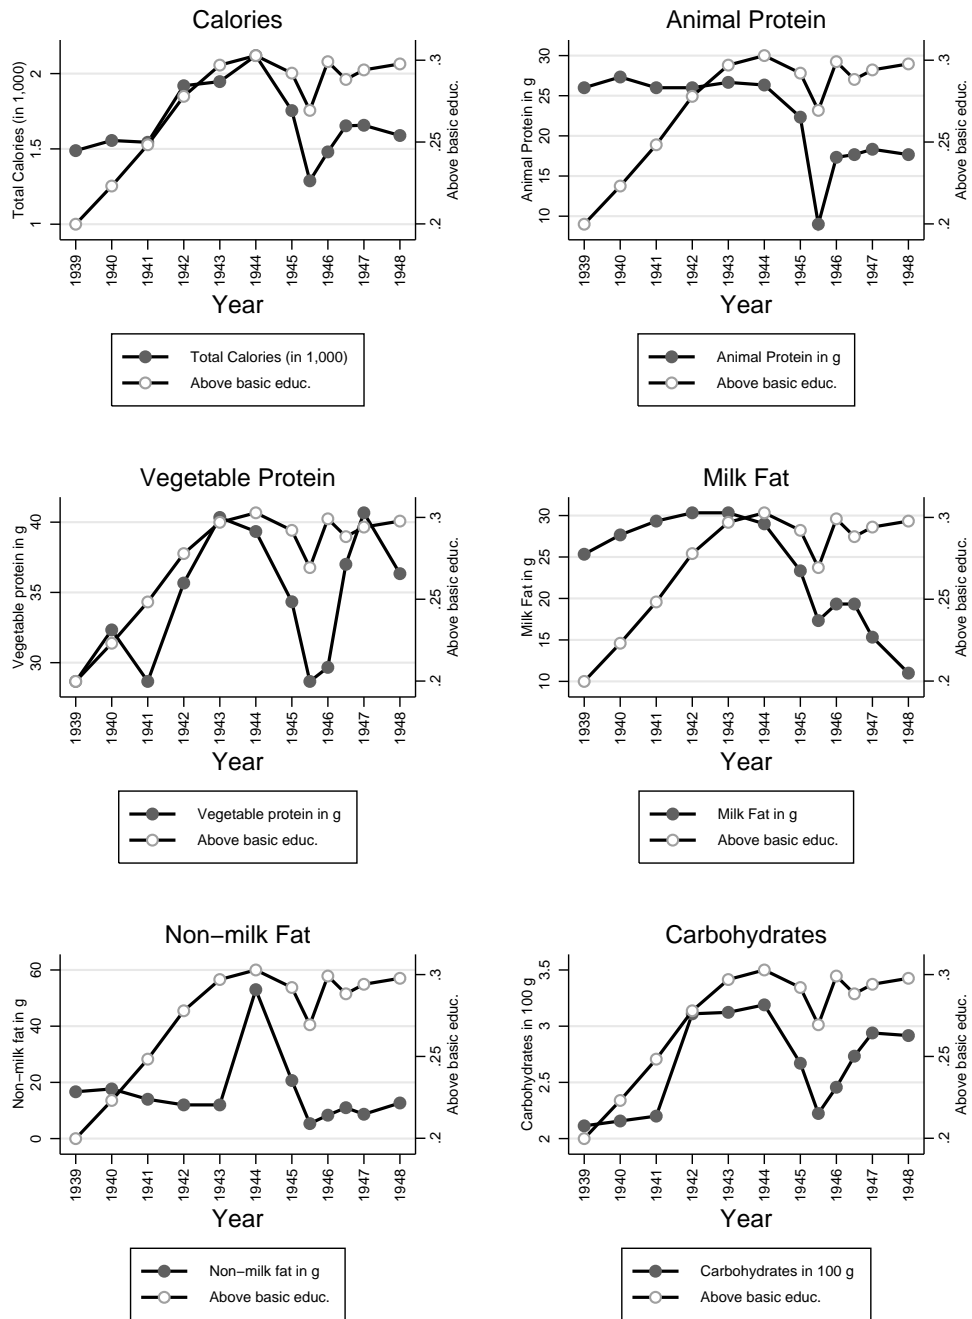 Calories
Total Calories (in 1,000)
1
1.5
2
.2
.25
.3
Above basic educ.
1939
1940
1941
1942
1943
1944
1945
1946
1947
1948
Year
Total Calories (in 1,000)
Above basic educ.
Animal Protein
Animal Protein in g
10
15
20
25
30
.2
.25
.3
Above basic educ.
1939
1940
1941
1942
1943
1944
1945
1946
1947
1948
Year
Animal Protein in g
Above basic educ.
Vegetable Protein
Vegetable protein in g
30
35
40
.2
.25
.3
Above basic educ.
1939
1940
1941
1942
1943
1944
1945
1946
1947
1948
Year
Vegetable protein in g
Above basic educ.
Milk Fat
Milk Fat in g
10
15
20
25
30
.2
.25
.3
Above basic educ.
1939
1940
1941
1942
1943
1944
1945
1946
1947
1948
Year
Milk Fat in g
Above basic educ.
Non−milk Fat
Non−milk fat in g
0
20
40
60
.2
.25
.3
Above basic educ.
1939
1940
1941
1942
1943
1944
1945
1946
1947
1948
Year
Non−milk fat in g
Above basic educ.
Carbohydrates
Carbohydrates in 100 g
2
2.5
3
3.5
.2
.25
.3
Above basic educ.
1939
1940
1941
1942
1943
1944
1945
1946
1947
1948
Year
Carbohydrates in 100 g
Above basic educ.